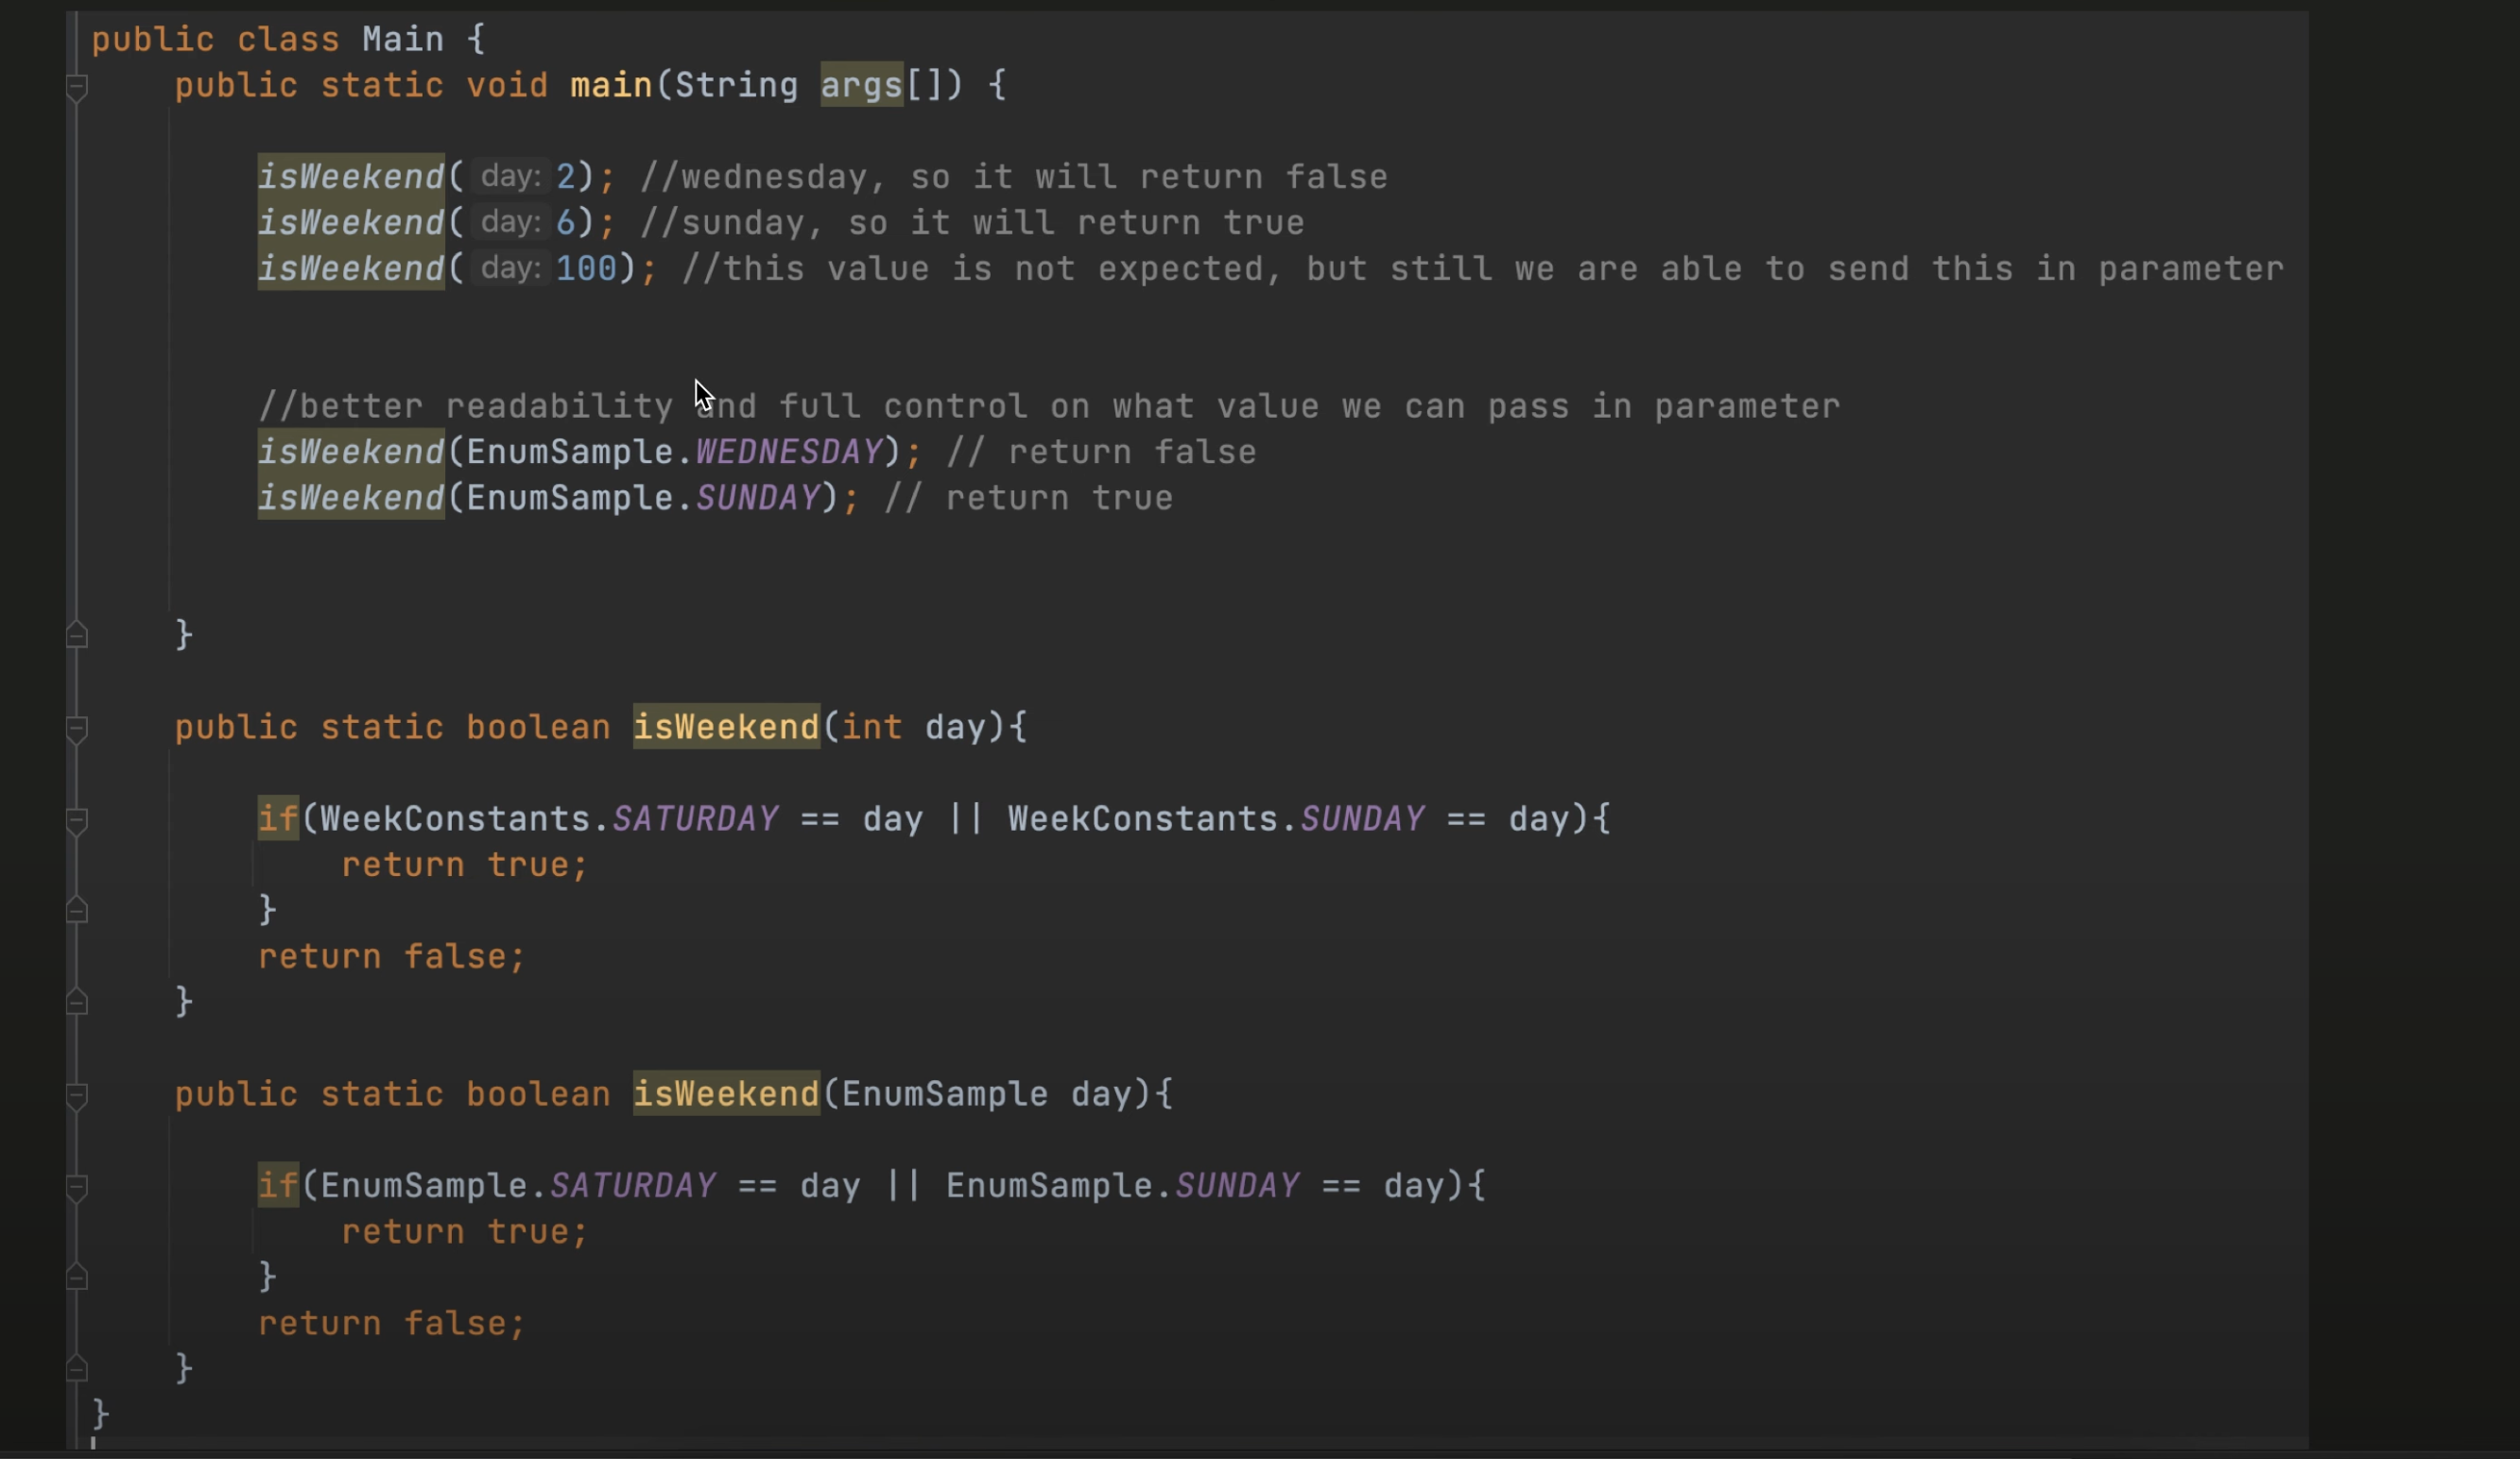 public class Main {
public static void main(String args[]) {
isWeekend( day: 2); //wednesday, so it will return false
isWeekend( day: 6); //sunday, so it will return true
isWeekend( day: 100); //this value is not expected, but still we are able to send this in parameter
//better readability and full control on what value we can pass in parameter
isWeekend(EnumSample.WEDNESDAY); // return false
isWeekend(EnumSample.SUNDAY); // return true
}
public static boolean isWeekend(int day){
if(WeekConstants.SATURDAY == day || WeekConstants.SUNDAY == day){
return true;
}
return false;
}
public static boolean isWeekend(EnumSample day){
if(EnumSample.SATURDAY == day || EnumSample.SUNDAY == day){
return true;
}
return false;
}
}